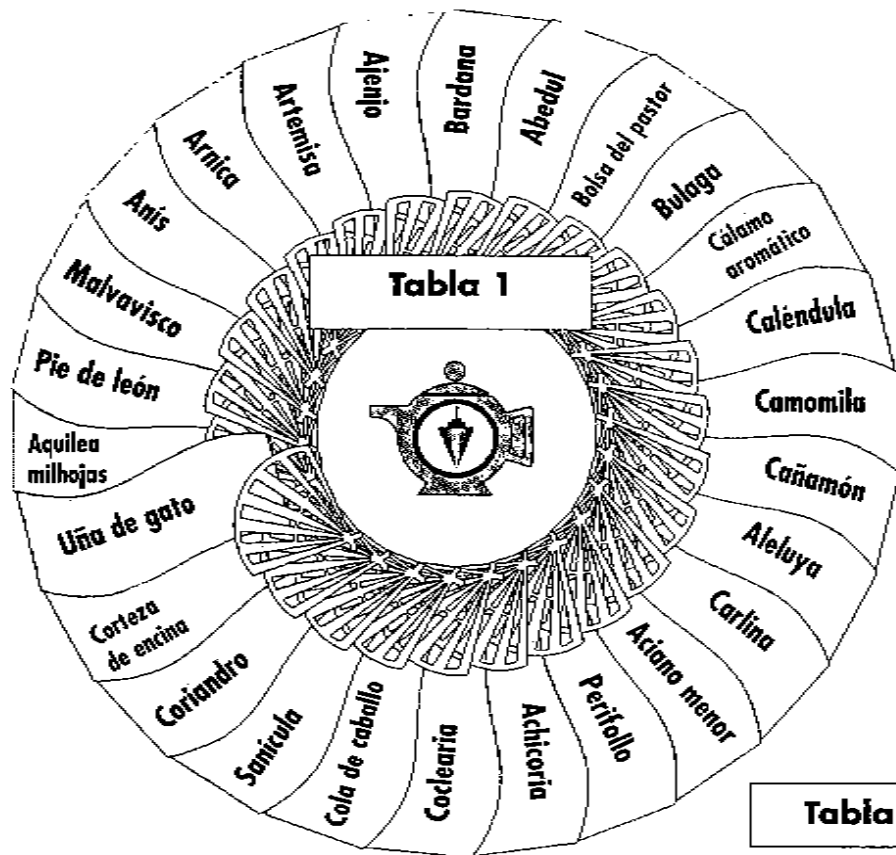 Tabla 1
Ajenjo
Bardana
Abedul
Bolsa del pastor
Bulaga
Cálamo
aromático
Caléndula
Camomila
Cañamón
Aleluya
Carlina
Aciano menor
Perifollo
Achicoria
Coclearia
Cola de caballo
Sanícula
Coriandro
Corteza
de encina
Uña de gato
Aquilea
milhojas
Pie de león
Malvavisco
Anís
Arnica
Artemisa
Tabla